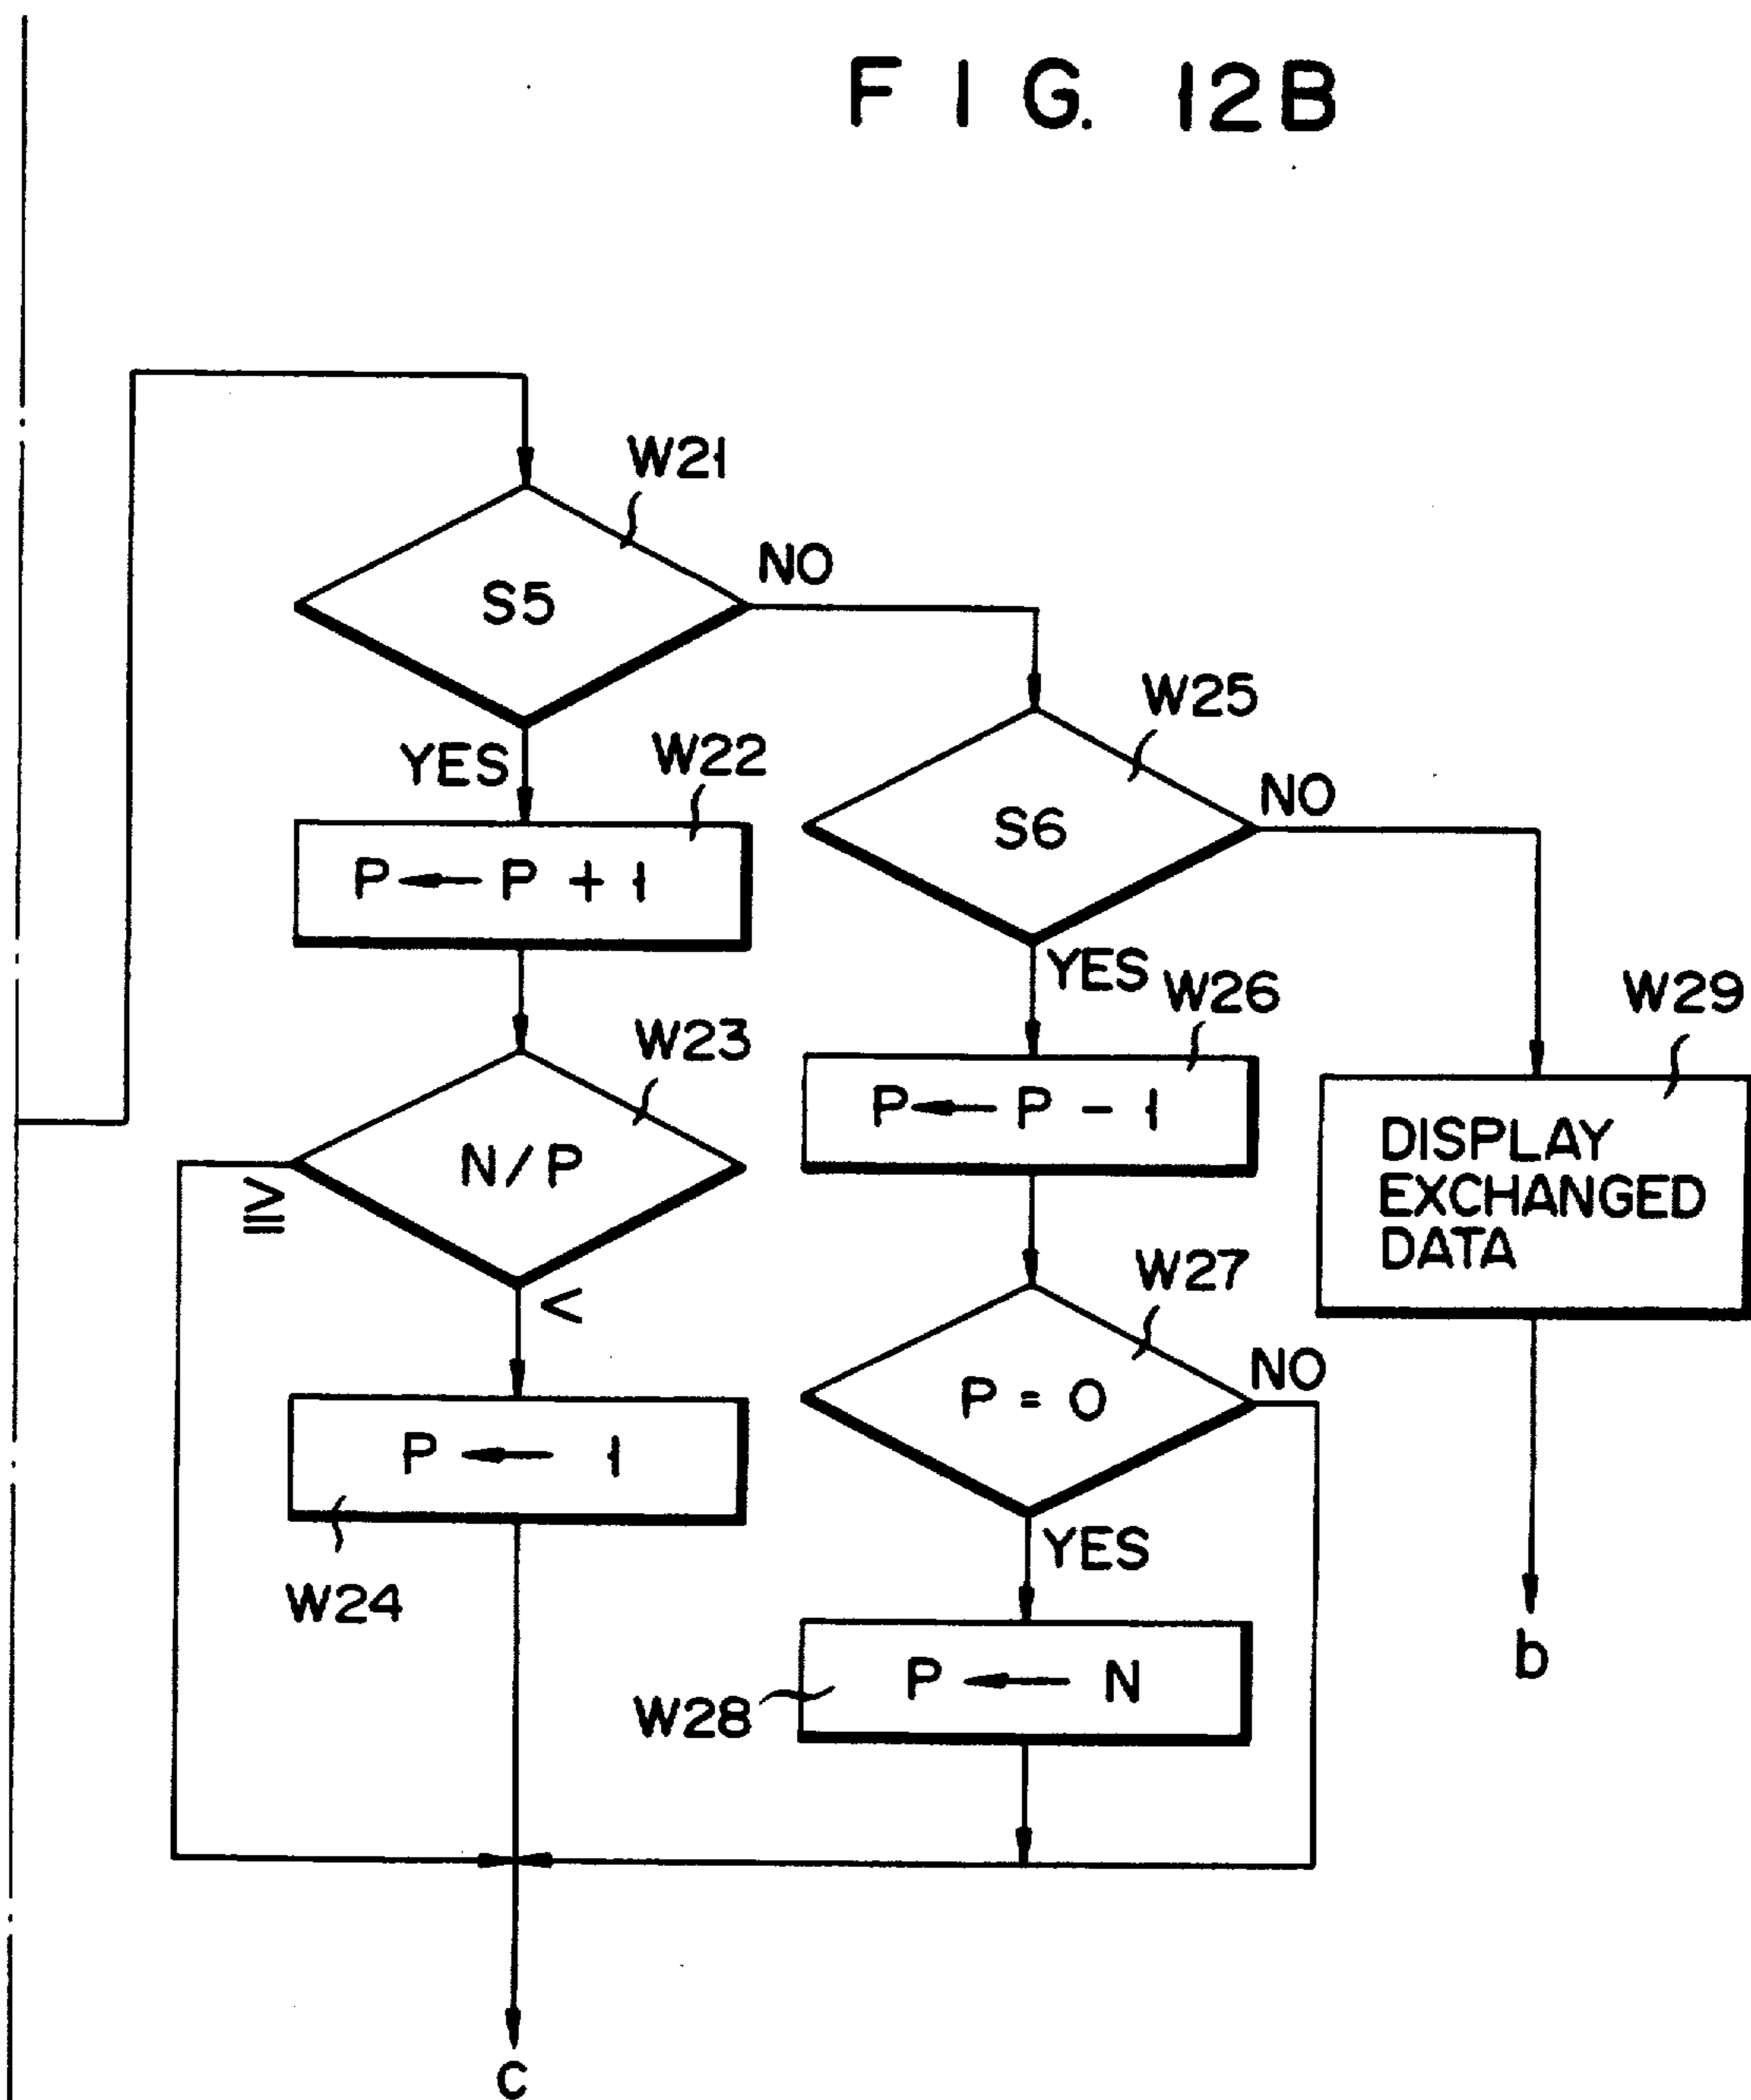 FIG. 12B
W21
S5
NO
YES
W22
P ← P + 1
W23
N/P
≧
<
P ← 1
W24
W25
S6
NO
YES
W26
P ← P - 1
W27
P = 0
NO
YES
P ← N
W28
W29
DISPLAY
EXCHANGED
DATA
b
c